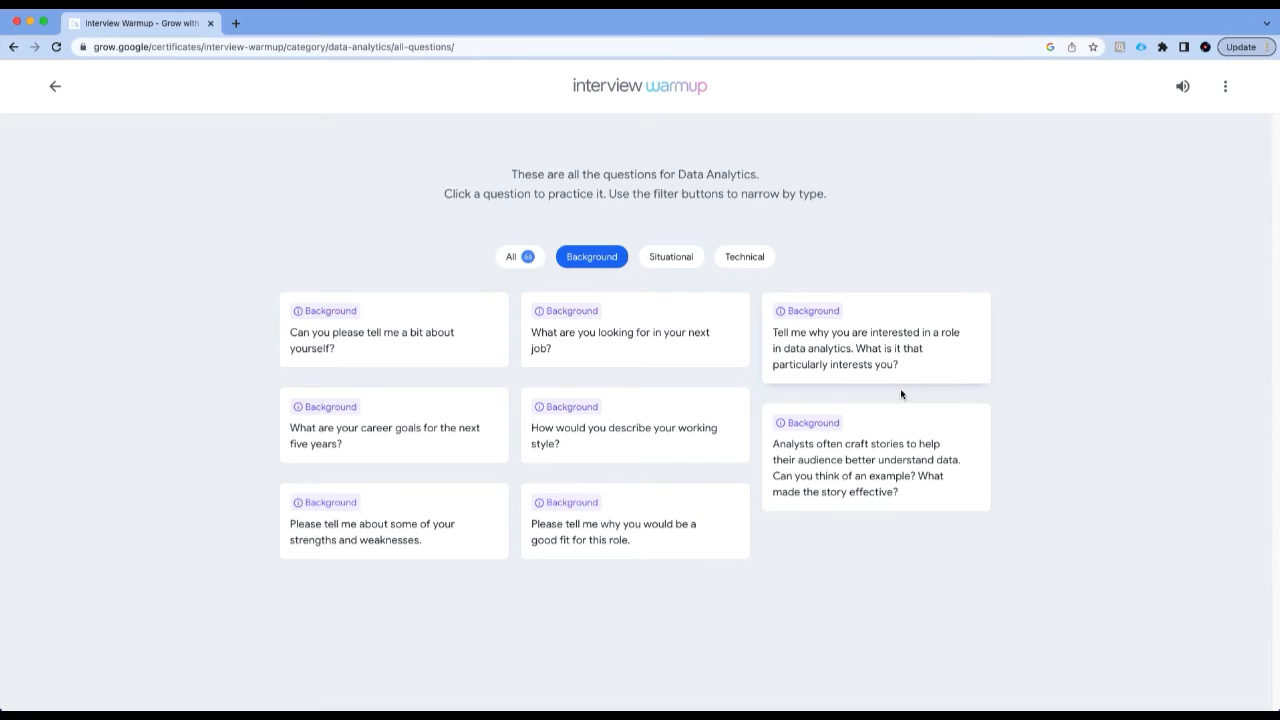 Interview Warmup - Grow with
grow.google/certificates/interview-warmup/category/data-analytics/all-questions/
Update
interview warmup
These are all the questions for Data Analytics.
Click a question to practice it. Use the filter buttons to narrow by type.
All 66 Background Situational Technical
Background
Can you please tell me a bit about
yourself?
Background
What are you looking for in your next
job?
Background
Tell me why you are interested in a role
in data analytics. What is it that
particularly interests you?
Background
What are your career goals for the next
five years?
Background
How would you describe your working
style?
Background
Analysts often craft stories to help
their audience better understand data.
Can you think of an example? What
made the story effective?
Background
Please tell me about some of your
strengths and weaknesses.
Background
Please tell me why you would be a
good fit for this role.